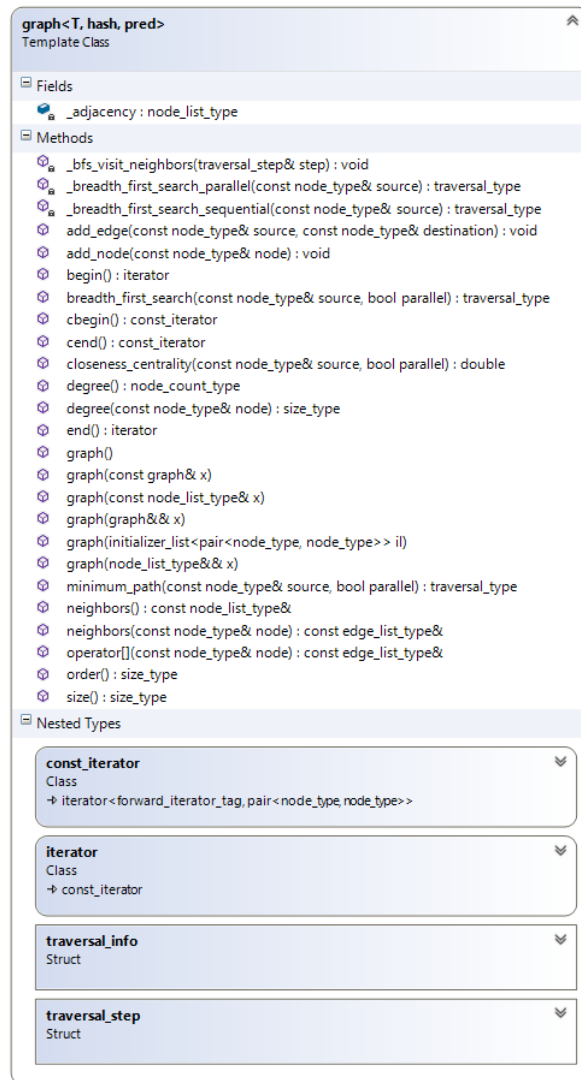 graph<T, hash, pred>
Template Class
Fields
_adjacency : node_list_type
Methods
_bfs_visit_neighbors(traversal_step& step) : void
_breadth_first_search_parallel(const node_type& source) : traversal_type
_breadth_first_search_sequential(const node_type& source) : traversal_type
add_edge(const node_type& source, const node_type& destination) : void
add_node(const node_type& node) : void
begin() : iterator
breadth_first_search(const node_type& source, bool parallel) : traversal_type
cbegin() : const_iterator
cend() : const_iterator
closeness_centrality(const node_type& source, bool parallel) : double
degree() : node_count_type
degree(const node_type& node) : size_type
end() : iterator
graph()
graph(const graph& x)
graph(const node_list_type& x)
graph(graph&& x)
graph(initializer_list<pair<node_type, node_type>> il)
graph(node_list_type&& x)
minimum_path(const node_type& source, bool parallel) : traversal_type
neighbors() : const node_list_type&
neighbors(const node_type& node) : const edge_list_type&
operator[](const node_type& node) : const edge_list_type&
order() : size_type
size() : size_type
Nested Types
const_iterator
Class
iterator<forward_iterator_tag, pair<node_type, node_type>>
iterator
Class
const_iterator
traversal_info
Struct
traversal_step
Struct